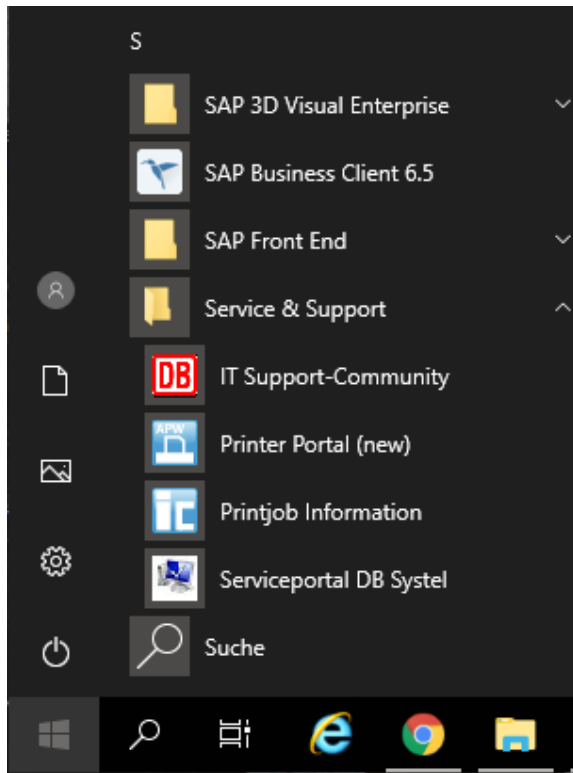 S
SAP 3D Visual Enterprise
SAP Business Client 6.5
SAP Front End
Service & Support
DB IT Support-Community
APW Printer Portal (new)
ic Printjob Information
Serviceportal DB Systel
Suche